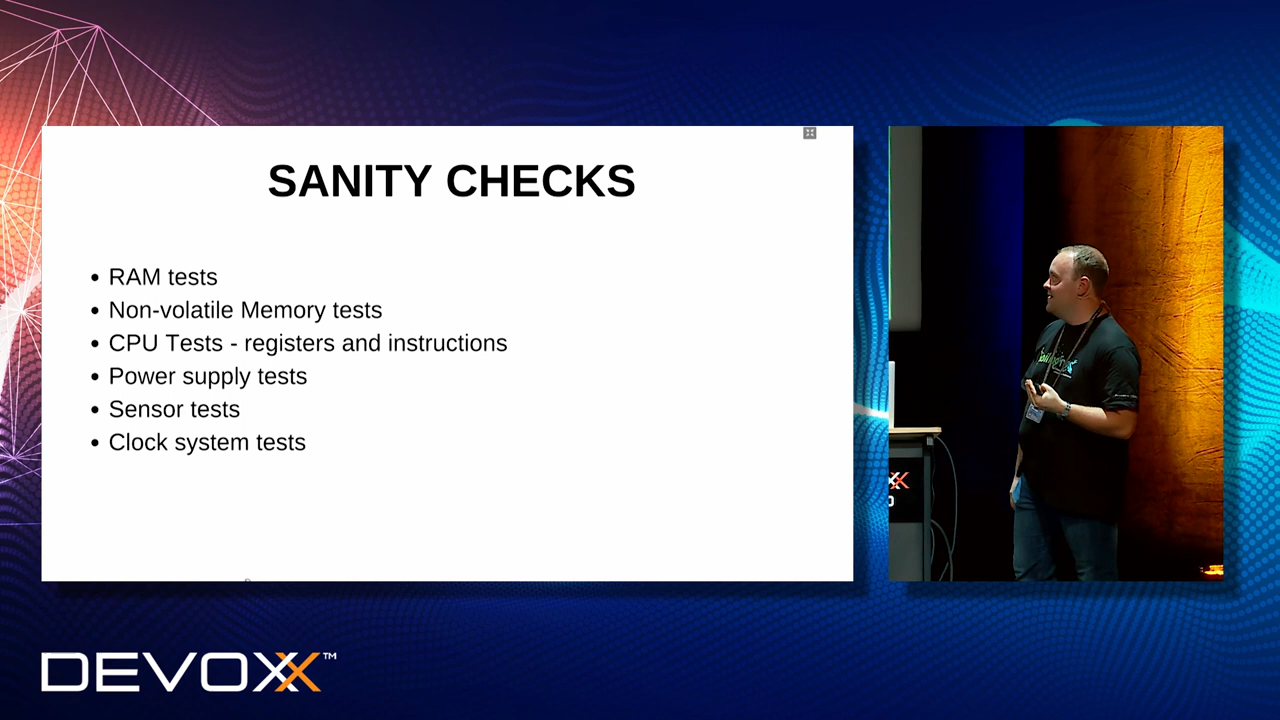 SANITY CHECKS
• RAM tests
• Non-volatile Memory tests
• CPU Tests - registers and instructions
• Power supply tests
• Sensor tests
• Clock system tests
DEVOXX™